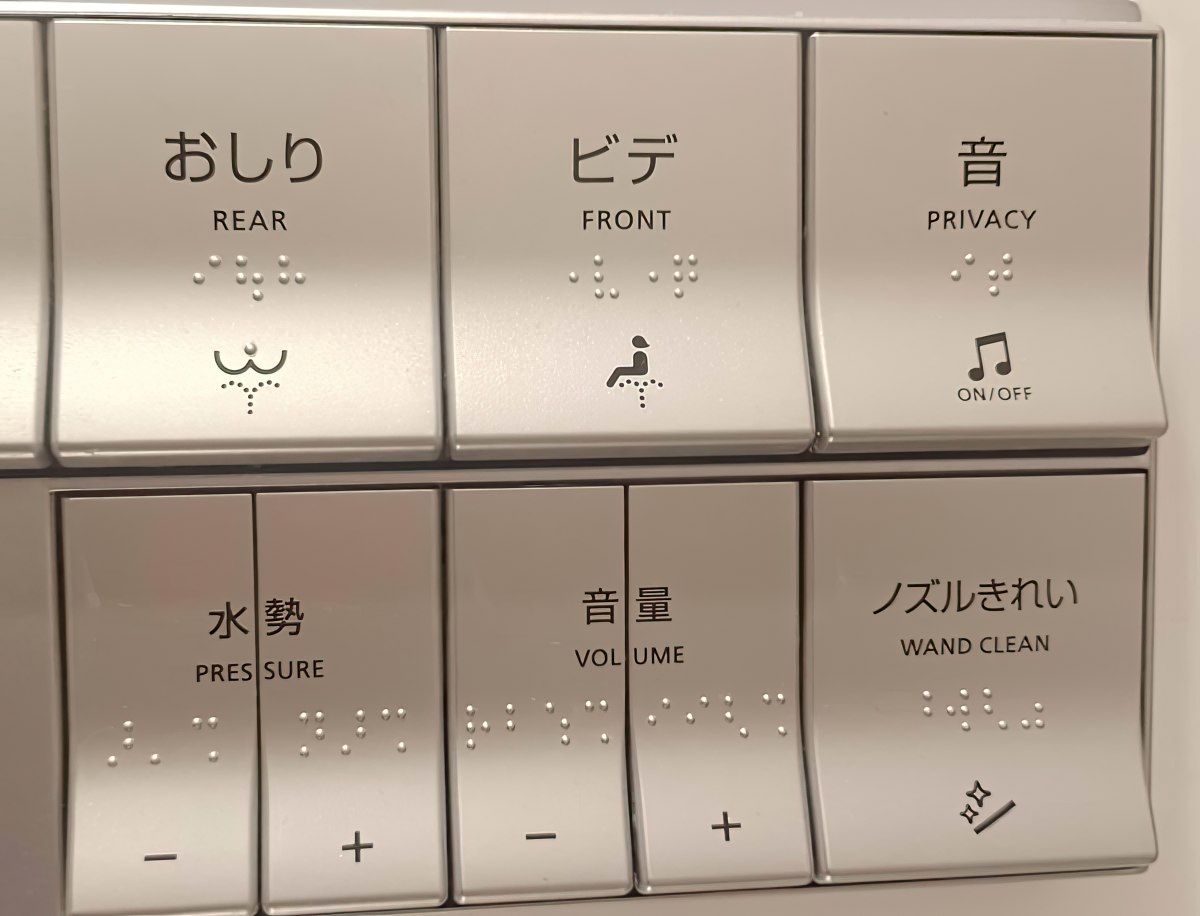 おしり
REAR
ビデ
FRONT
音
PRIVACY
ON/OFF
水勢
PRESSURE
－
＋
音量
VOLUME
－
＋
ノズルきれい
WAND CLEAN